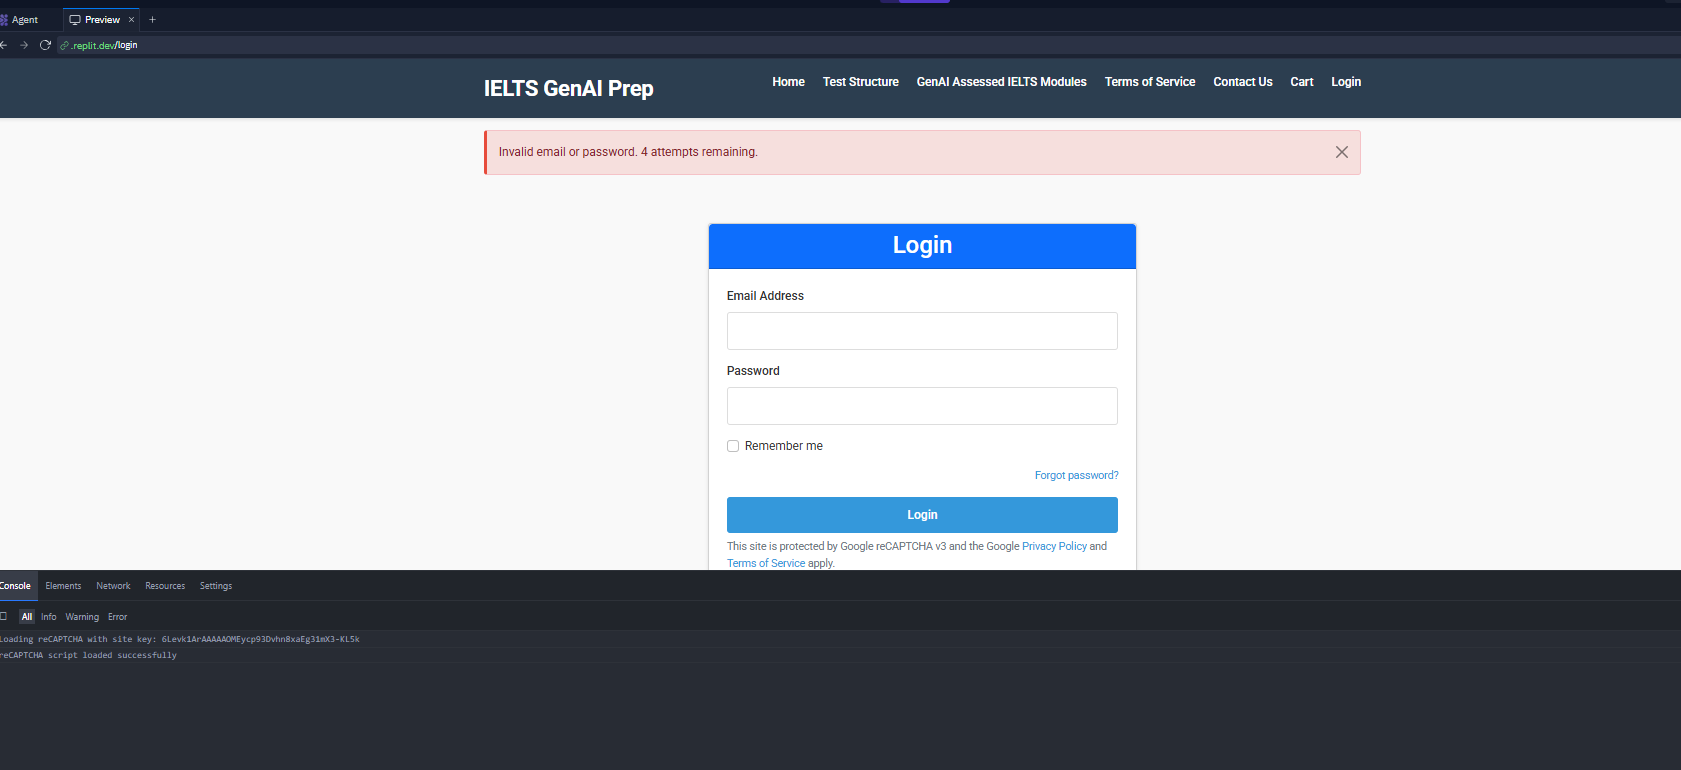 Agent Preview
.replit.dev/login
IELTS GenAI Prep Home Test Structure GenAI Assessed IELTS Modules Terms of Service Contact Us Cart Login
Invalid email or password. 4 attempts remaining.
Login
Email Address
Password
Remember me
Forgot password?
Login
This site is protected by Google reCAPTCHA v3 and the Google Privacy Policy and
Terms of Service apply.
Console Elements Network Resources Settings
All Info Warning Error
Loading reCAPTCHA with site key: 6Levk1ArAAAAAOMEycp93Dvhn8xaEg31mX3-KL5k
reCAPTCHA script loaded successfully